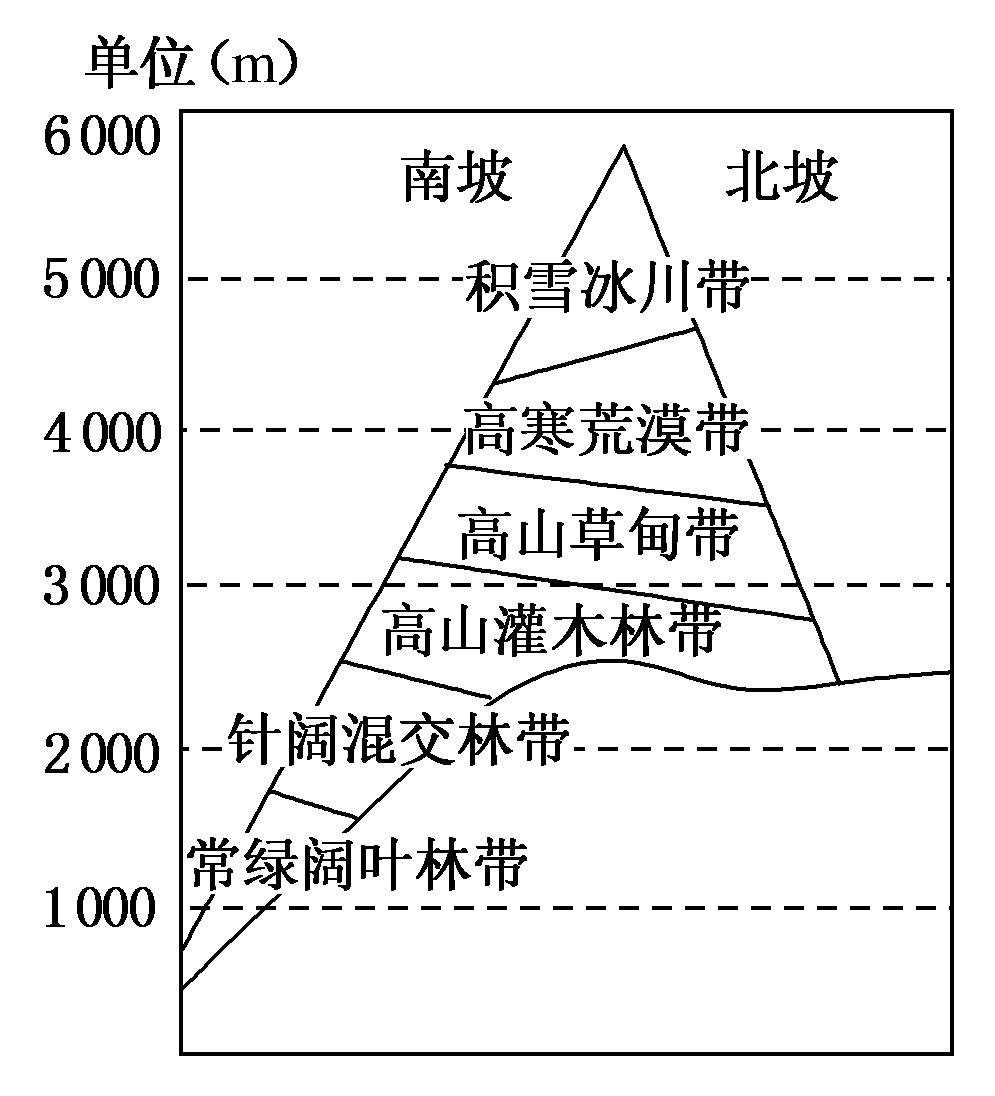 单位(m)
6 000
南坡
北坡
5 000
积雪冰川带
4 000
高寒荒漠带
高山草甸带
3 000
高山灌木林带
2 000
针阔混交林带
常绿阔叶林带
1 000